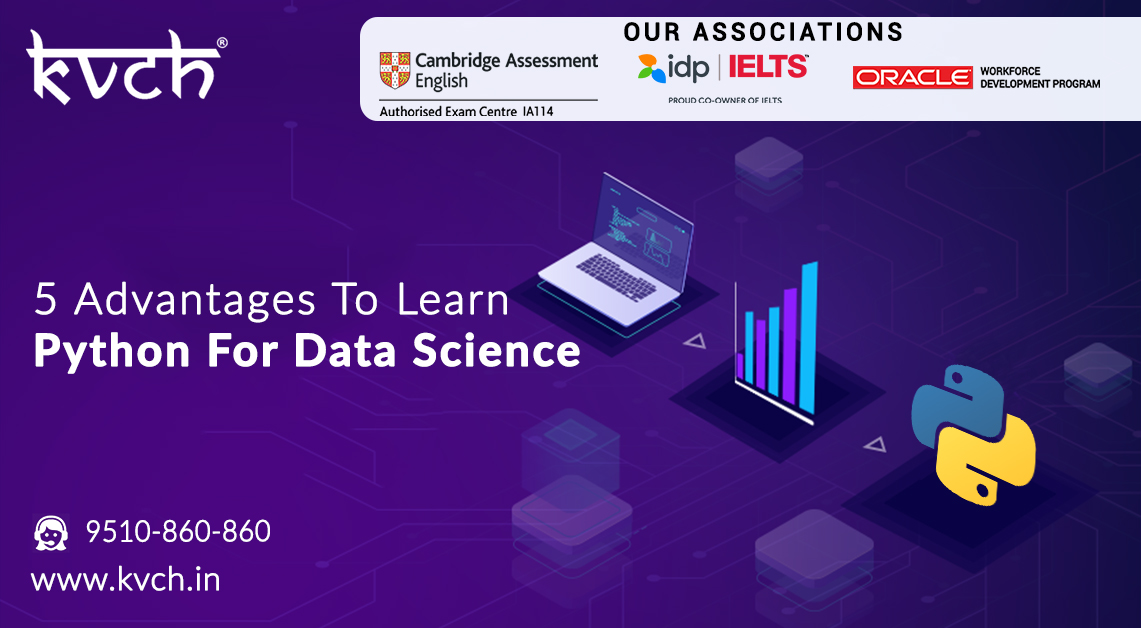 kvch®
OUR ASSOCIATIONS
Cambridge Assessment
English
Authorised Exam Centre IA114
idp | IELTS™
PROUD CO-OWNER OF IELTS
ORACLE
WORKFORCE
DEVELOPMENT PROGRAM
5 Advantages To Learn
Python For Data Science
9510-860-860
www.kvch.in